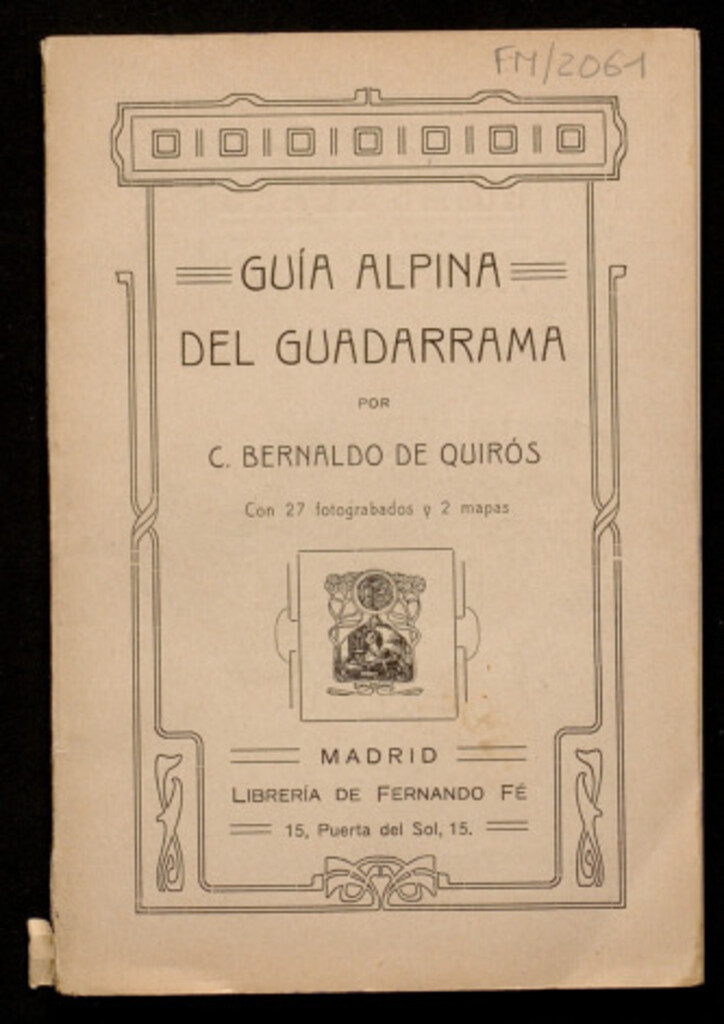 FM/2061
GUÍA ALPINA
DEL GUADARRAMA
POR
C. BERNALDO DE QUIRÓS
Con 27 fotograbados y 2 mapas
MADRID
LIBRERÍA DE FERNANDO FÉ
15, Puerta del Sol, 15.